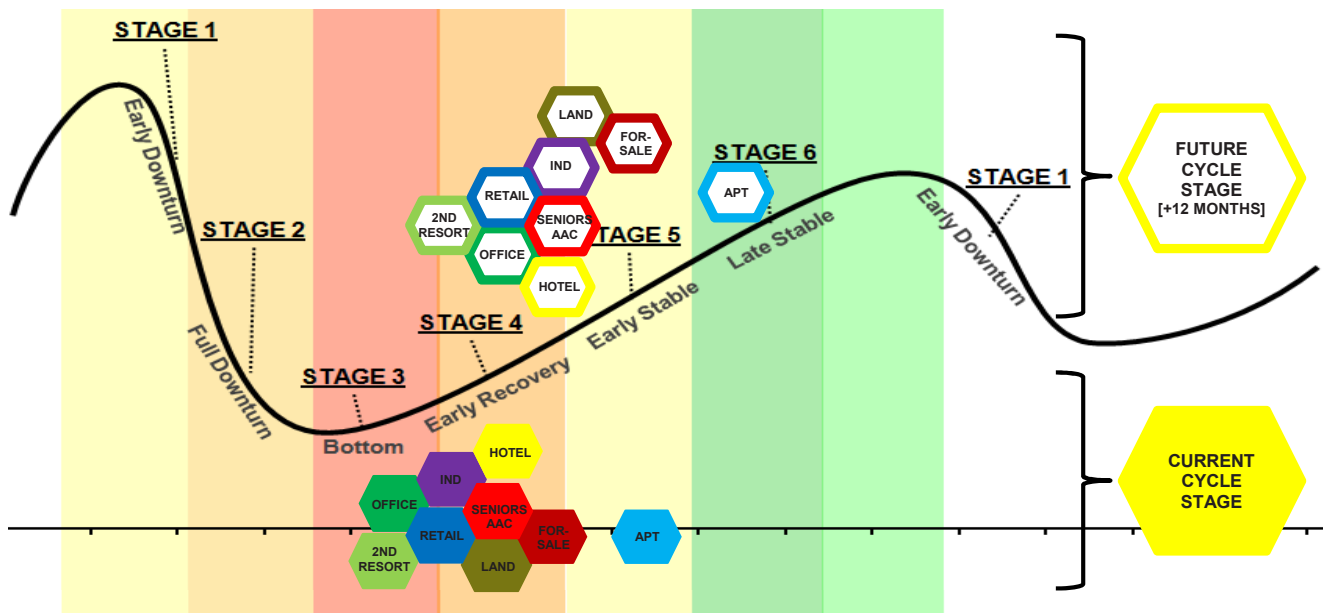 STAGE 1
Early Downturn
STAGE 2
Full Downturn
STAGE 3
Bottom
STAGE 4
Early Recovery
TAGE 5
Early Stable
STAGE 6
Late Stable
STAGE 1
Early Downturn
LAND
FOR-
SALE
IND
RETAIL
2ND
RESORT
SENIORS
AAC
OFFICE
HOTEL
APT
FUTURE
CYCLE
STAGE
[+12 MONTHS]
HOTEL
IND
OFFICE
SENIORS
AAC
RETAIL
FOR-
SALE
APT
2ND
RESORT
LAND
CURRENT
CYCLE
STAGE